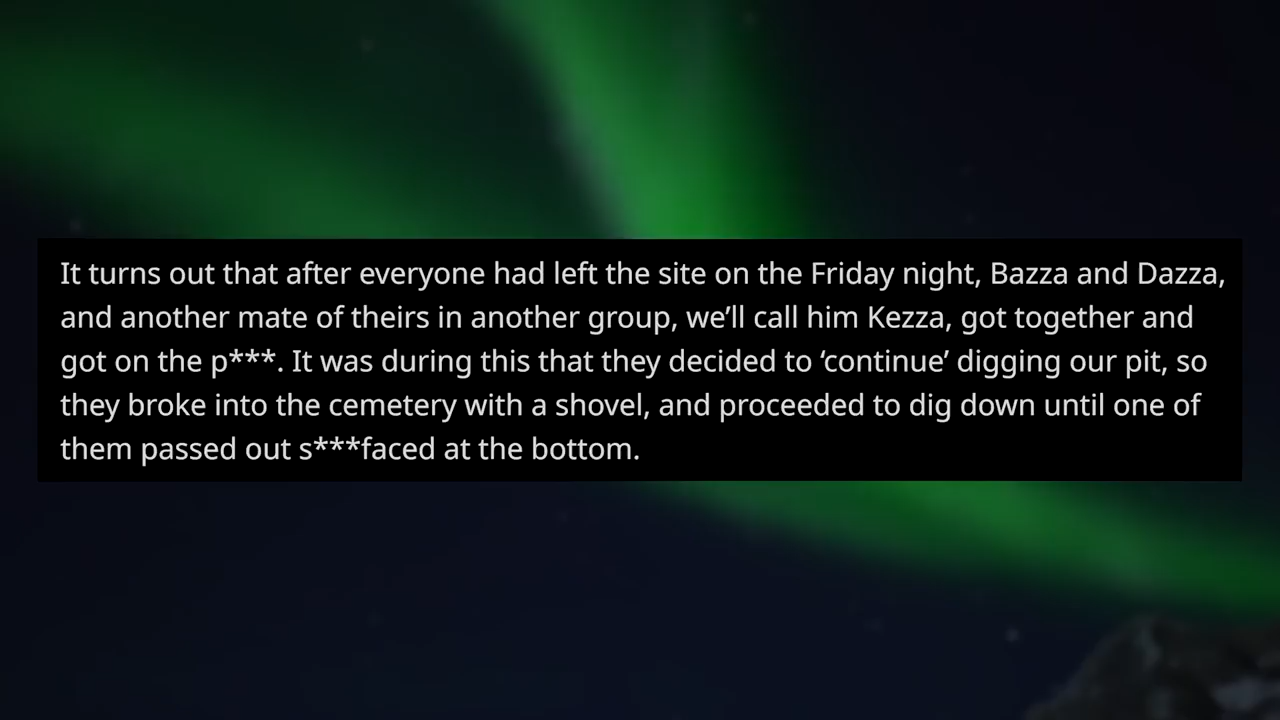 It turns out that after everyone had left the site on the Friday night, Bazza and Dazza,
and another mate of theirs in another group, we’ll call him Kezza, got together and
got on the p***. It was during this that they decided to ‘continue’ digging our pit, so
they broke into the cemetery with a shovel, and proceeded to dig down until one of
them passed out s***faced at the bottom.